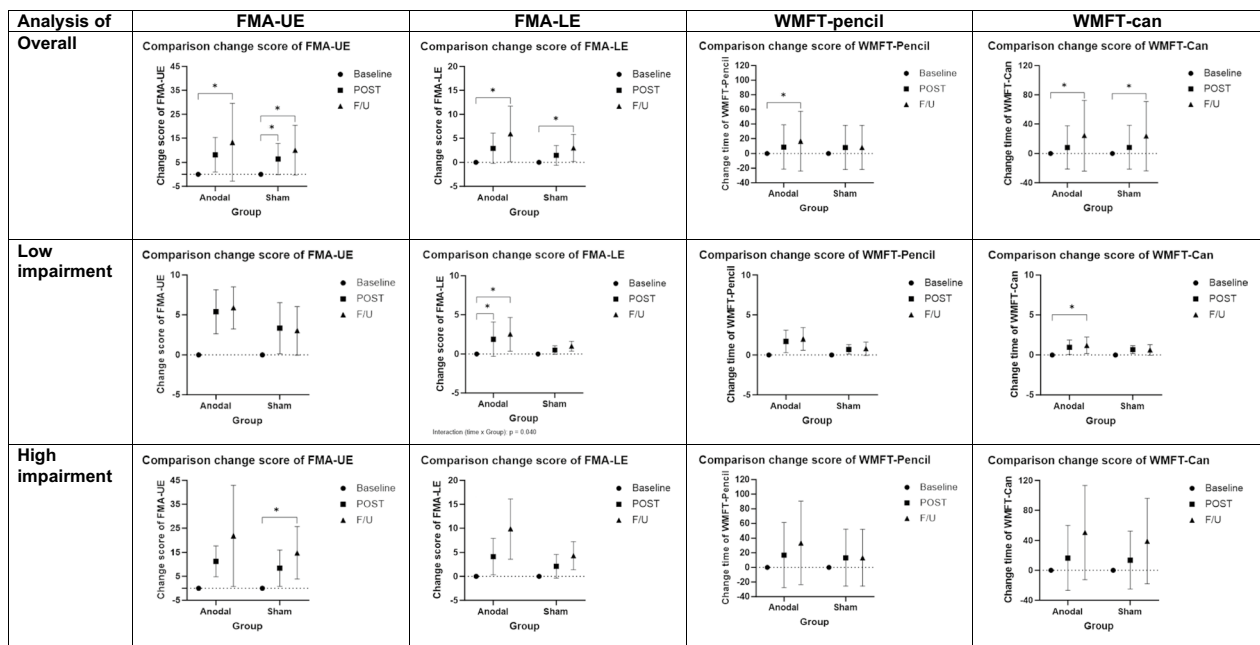 Analysis of FMA-UE FMA-LE WMFT-pencil WMFT-can
Overall
Comparison change score of FMA-UE
Change score of FMA-UE
45
35
25
15
5
-5
Anodal Sham
Group
Baseline
POST
F/U
*
*
*
Comparison change score of FMA-LE
Change score of FMA-LE
20
15
10
5
0
-5
Anodal Sham
Group
Baseline
POST
F/U
*
*
Comparison change score of WMFT-Pencil
Change time of WMFT-Pencil
120
100
80
60
40
20
0
-20
-40
Anodal Sham
Group
Baseline
POST
F/U
*
Comparison change score of WMFT-Can
Change time of WMFT-Can
120
80
40
0
-40
Anodal Sham
Group
Baseline
POST
F/U
*
*
Low
impairment
Comparison change score of FMA-UE
Change score of FMA-UE
10
5
0
-5
Anodal Sham
Group
Baseline
POST
F/U
Comparison change score of FMA-LE
Change score of FMA-LE
10
5
0
-5
Anodal Sham
Group
Interaction (time x Group): p = 0.040
Baseline
POST
F/U
*
*
Comparison change score of WMFT-Pencil
Change time of WMFT-Pencil
10
5
0
-5
Anodal Sham
Group
Baseline
POST
F/U
Comparison change score of WMFT-Can
Change time of WMFT-Can
10
5
0
-5
Anodal Sham
Group
Baseline
POST
F/U
*
High
impairment
Comparison change score of FMA-UE
Change score of FMA-UE
45
35
25
15
5
-5
Anodal Sham
Group
Baseline
POST
F/U
*
Comparison change score of FMA-LE
Change score of FMA-LE
20
15
10
5
0
-5
Anodal Sham
Group
Baseline
POST
F/U
Comparison change score of WMFT-Pencil
Change time of WMFT-Pencil
120
100
80
60
40
20
0
-20
-40
Anodal Sham
Group
Baseline
POST
F/U
Comparison change score of WMFT-Can
Change time of WMFT-Can
120
80
40
0
-40
Anodal Sham
Group
Baseline
POST
F/U